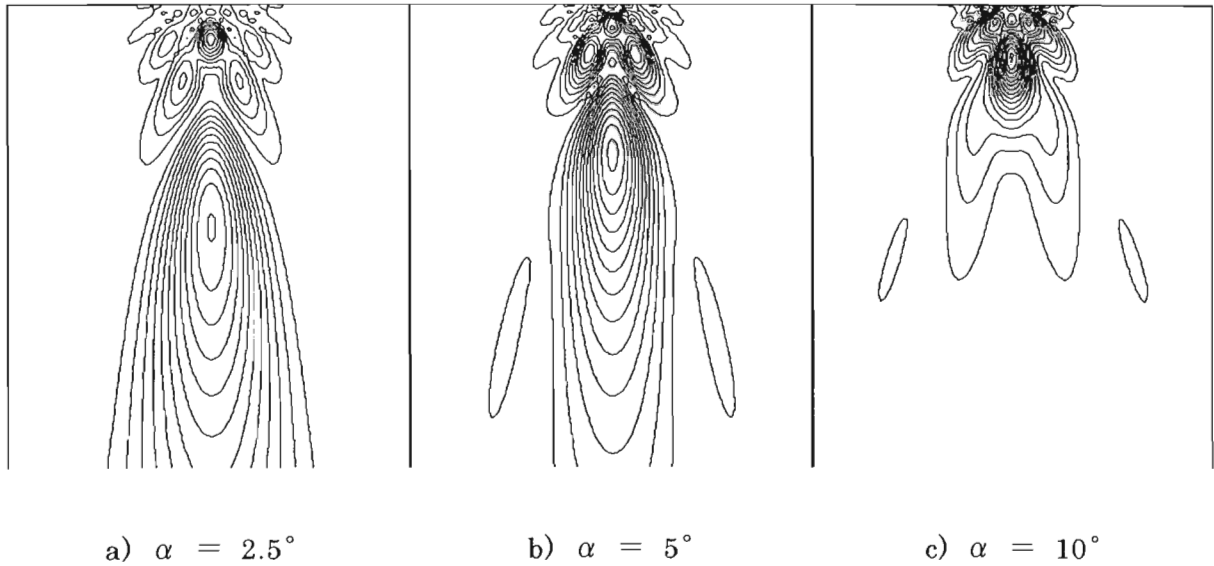 a) α = 2.5°
b) α = 5°
c) α = 10°